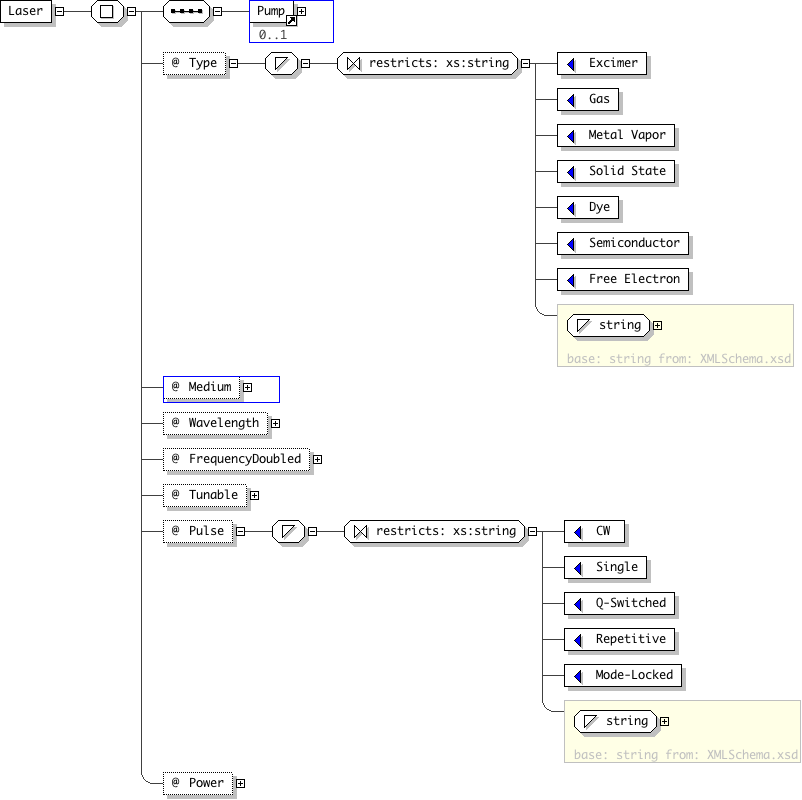 Laser
Pump
0..1
@ Type
restricts: xs:string
Excimer
Gas
Metal Vapor
Solid State
Dye
Semiconductor
Free Electron
string
base: string from: XMLSchema.xsd
@ Medium
@ Wavelength
@ FrequencyDoubled
@ Tunable
@ Pulse
restricts: xs:string
CW
Single
Q-Switched
Repetitive
Mode-Locked
string
base: string from: XMLSchema.xsd
@ Power